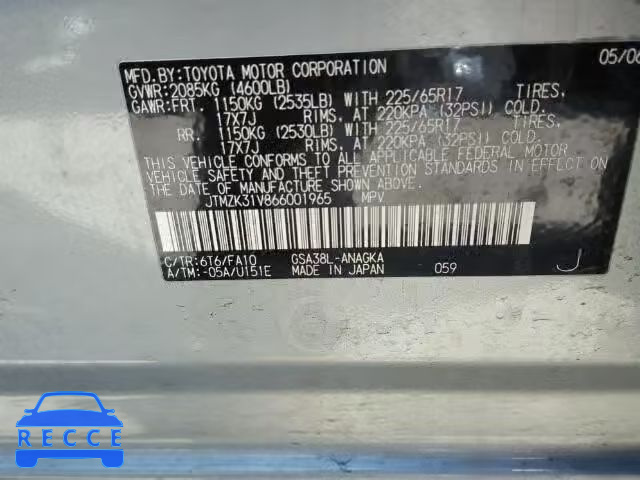 MFD.BY:TOYOTA MOTOR CORPORATION 05/06
GVWR:2085KG (4600LB)
GAWR:FRT. 1150KG (2535LB) WITH 225/65R17 TIRES,
17X7J RIMS, AT 220KPA (32PSI) COLD.
RR. 1150KG (2530LB) WITH 225/65R17 TIRES,
17X7J RIMS, AT 220KPA (32PSI) COLD.
THIS VEHICLE CONFORMS TO ALL APPLICABLE FEDERAL MOTOR
VEHICLE SAFETY AND THEFT PREVENTION STANDARDS IN EFFECT ON
THE DATE OF MANUFACTURE SHOWN ABOVE.
JTMZK31V866001965 MPV
C/TR:6T6/FA10 GSA38L-ANAGKA
A/TM:-05A/U151E MADE IN JAPAN 059 J
RECCE